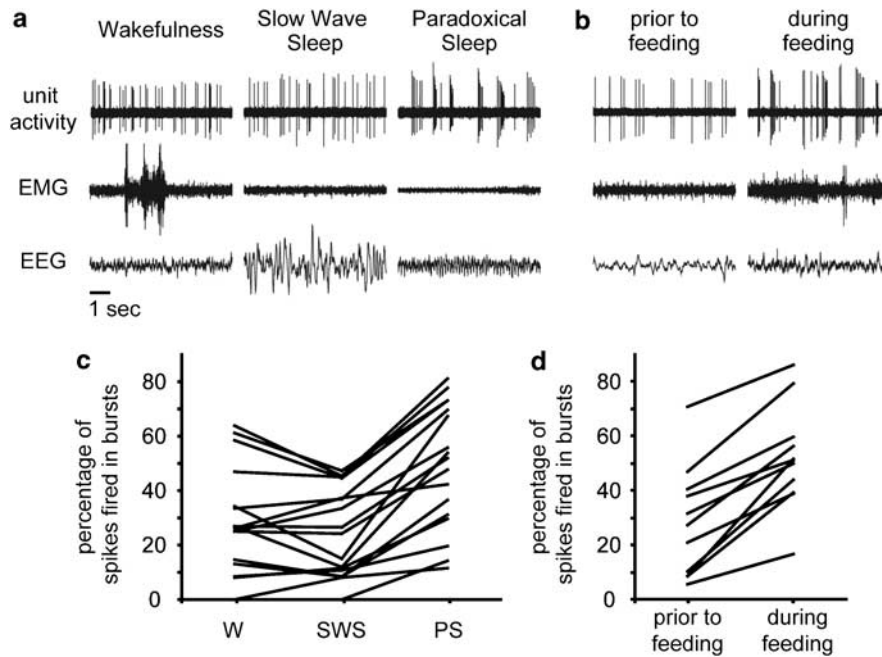 a
Wakefulness
Slow Wave
Sleep
Paradoxical
Sleep
b
prior to
feeding
during
feeding
unit
activity
EMG
EEG
1 sec
c
percentage of
spikes fired in bursts
80
60
40
20
0
W
SWS
PS
d
percentage of
spikes fired in bursts
80
60
40
20
0
prior to
feeding
during
feeding